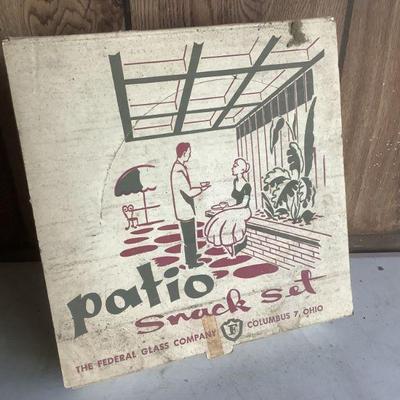 patio
snack set
THE FEDERAL GLASS COMPANY F COLUMBUS 7, OHIO